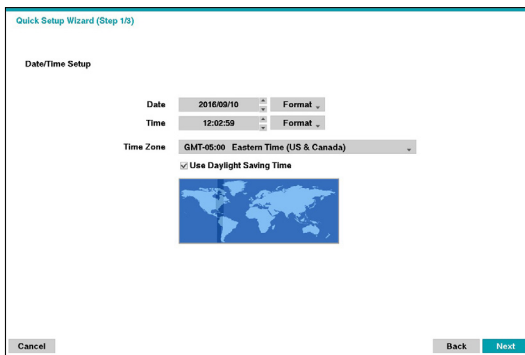 Quick Setup Wizard (Step 1/3)
Date/Time Setup
Date 2016/09/10 Format
Time 12:02:59 Format
Time Zone GMT-05:00 Eastern Time (US & Canada)
Use Daylight Saving Time
Cancel Back Next